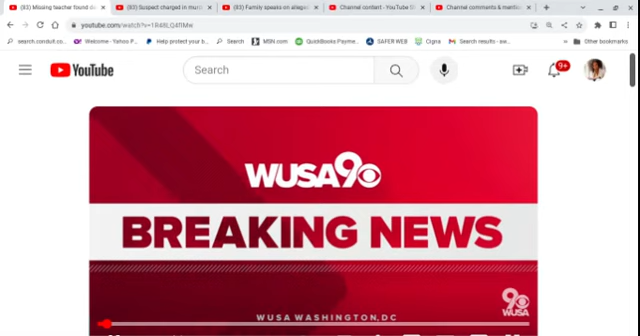 (83) Missing teacher found de
(83) Suspect charged in murd
(83) Family speaks on alleged
Channel content - YouTube S
Channel comments & mentio
youtube.com/watch?v=
search.conduit.co...
Welcome - Yahoo
Help protect your b...
Search
MSN.com
QuickBooks Payme...
SAFER WEB
Cigna
Search results - sw...
Other bookmarks
YouTube
Search
9+
WUSA9
BREAKING NEWS
9
WUSA
WUSA WASHINGTON, DC